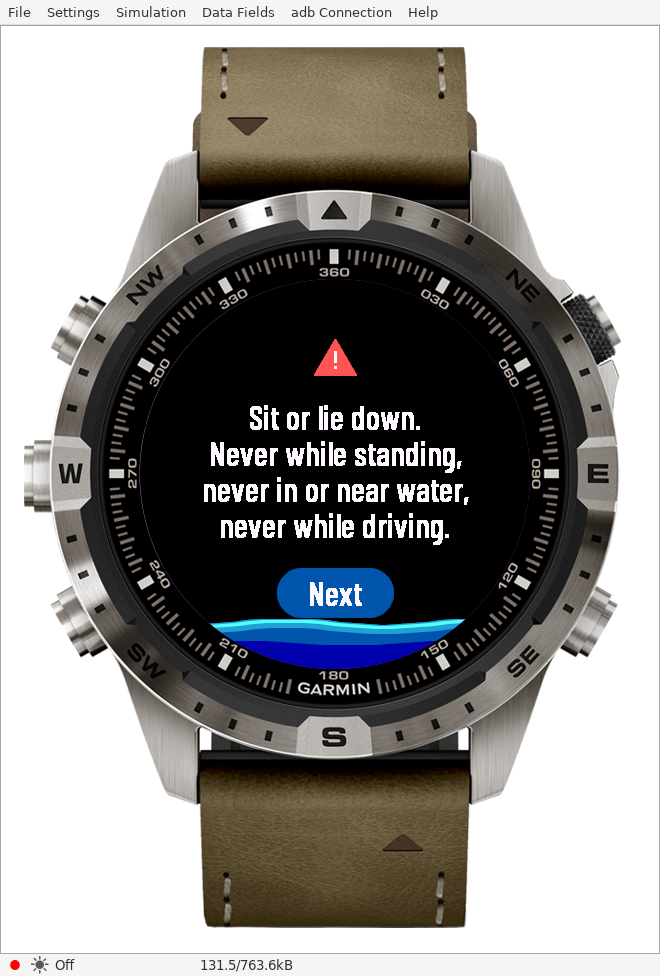 File Settings Simulation Data Fields adb Connection Help
360
330 030
300 060
NW NE
!
Sit or lie down.
Never while standing,
never in or near water,
never while driving.
W 270 090 E
Next
240 120
210 150
180
GARMIN
SW SE
S
Off 131.5/763.6kB